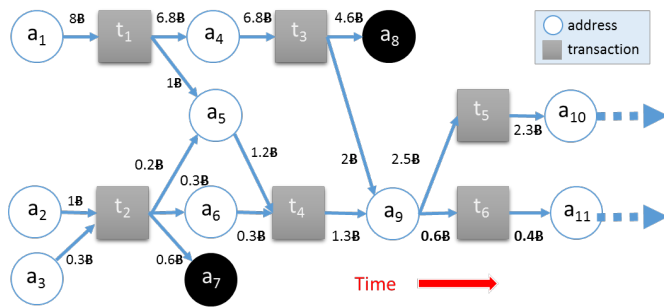 address
transaction
a1
8Ƀ
t1
6.8Ƀ
a4
6.8Ƀ
t3
4.6Ƀ
a8
1Ƀ
a5
t5
a10
2.3Ƀ
0.2Ƀ
1.2Ƀ
2Ƀ
2.5Ƀ
a2
1Ƀ
t2
0.3Ƀ
a6
0.3Ƀ
t4
1.3Ƀ
a9
0.6Ƀ
t6
0.4Ƀ
a11
a3
0.3Ƀ
0.6Ƀ
a7
Time